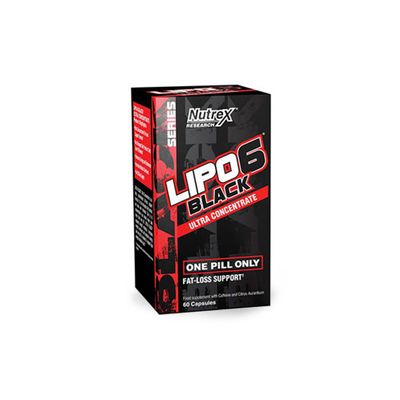 Nutrex
RESEARCH
BLACK SERIES
LIPO6
BLACK
ULTRA CONCENTRATE
ONE PILL ONLY
FAT-LOSS SUPPORT†
Food supplement with Caffeine and Citrus Aurantium
60 Capsules